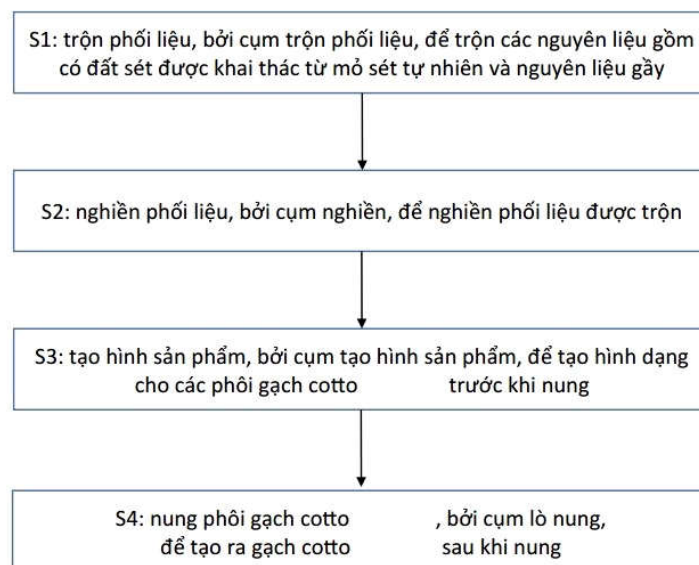 S1: trộn phối liệu, bởi cụm trộn phối liệu, để trộn các nguyên liệu gồm
có đất sét được khai thác từ mỏ sét tự nhiên và nguyên liệu gầy
S2: nghiền phối liệu, bởi cụm nghiền, để nghiền phối liệu được trộn
S3: tạo hình sản phẩm, bởi cụm tạo hình sản phẩm, để tạo hình dạng
cho các phôi gạch cotto trước khi nung
S4: nung phôi gạch cotto , bởi cụm lò nung,
để tạo ra gạch cotto sau khi nung